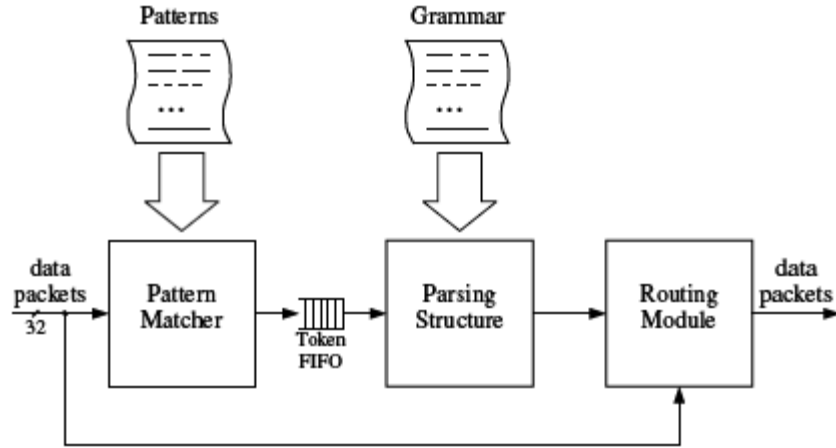 Patterns
Grammar
data
packets
32
Pattern
Matcher
Token
FIFO
Parsing
Structure
Routing
Module
data
packets